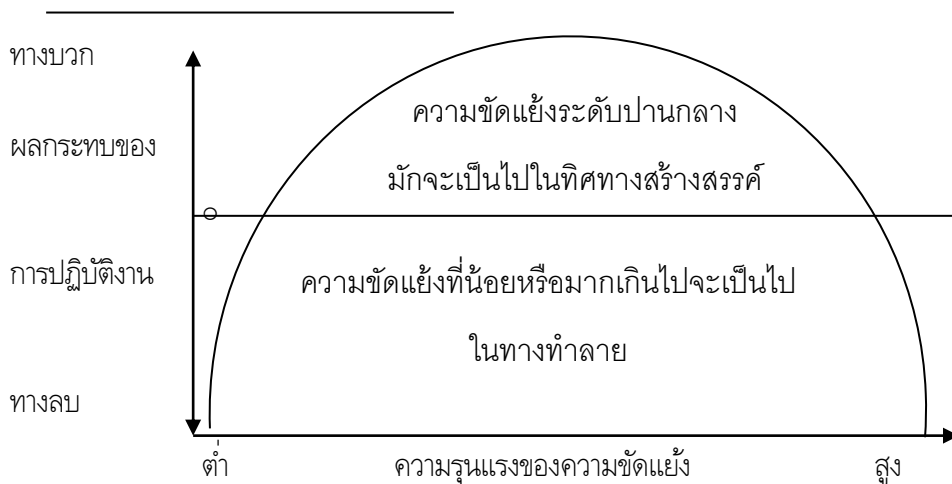 ทางบวก
ความขัดแย้งระดับปานกลาง
ผลกระทบของ
มักจะเป็นไปในทิศทางสร้างสรรค์
0
การปฏิบัติงาน
ความขัดแย้งที่น้อยหรือมากเกินไปจะเป็นไป
ในทางทำลาย
ทางลบ
ต่ำ ความรุนแรงของความขัดแย้ง สูง